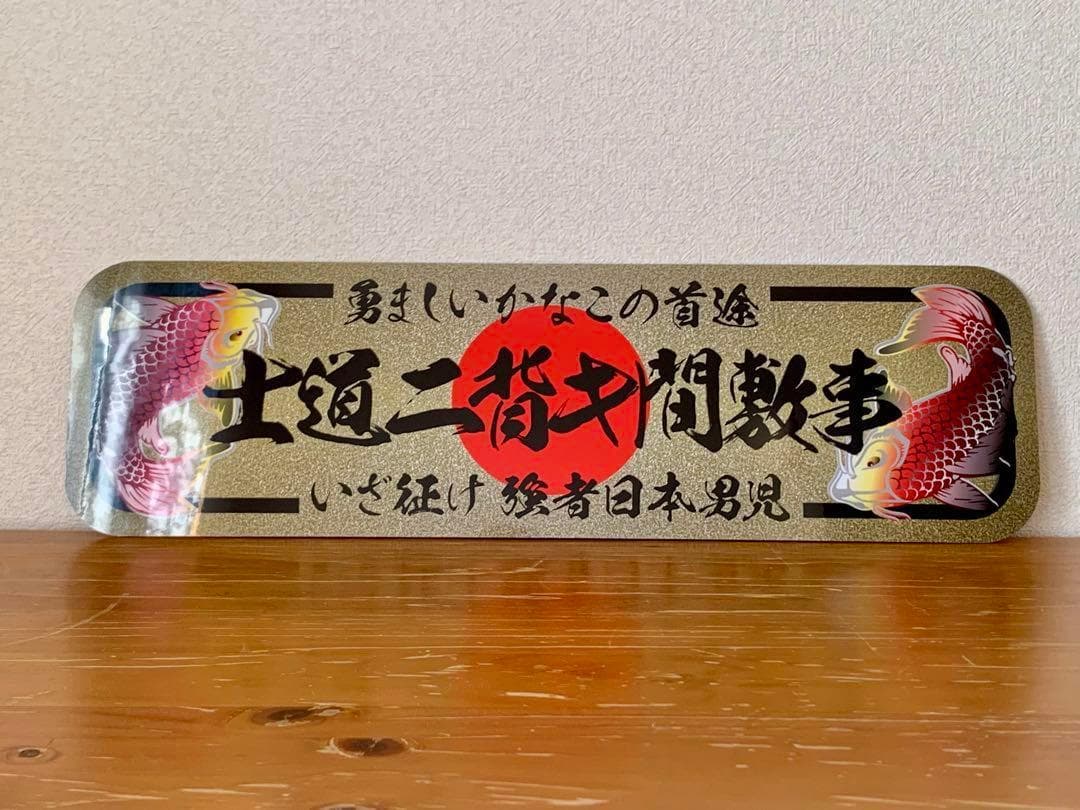 勇ましいかなこの首途
士道二背キ間敷事
いざ征け 強者日本男児